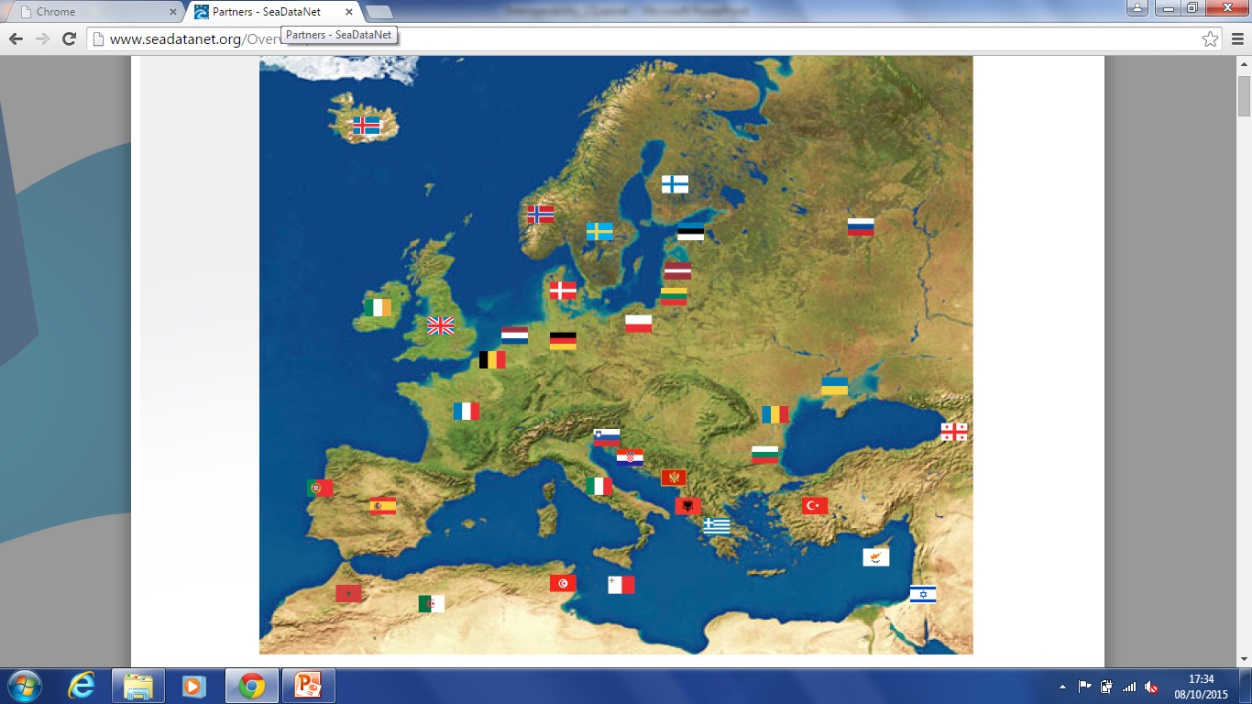 Chrome
Partners - SeaDataNet
www.seadatanet.org/Over
Partners - SeaDataNet
17:34
08/10/2015